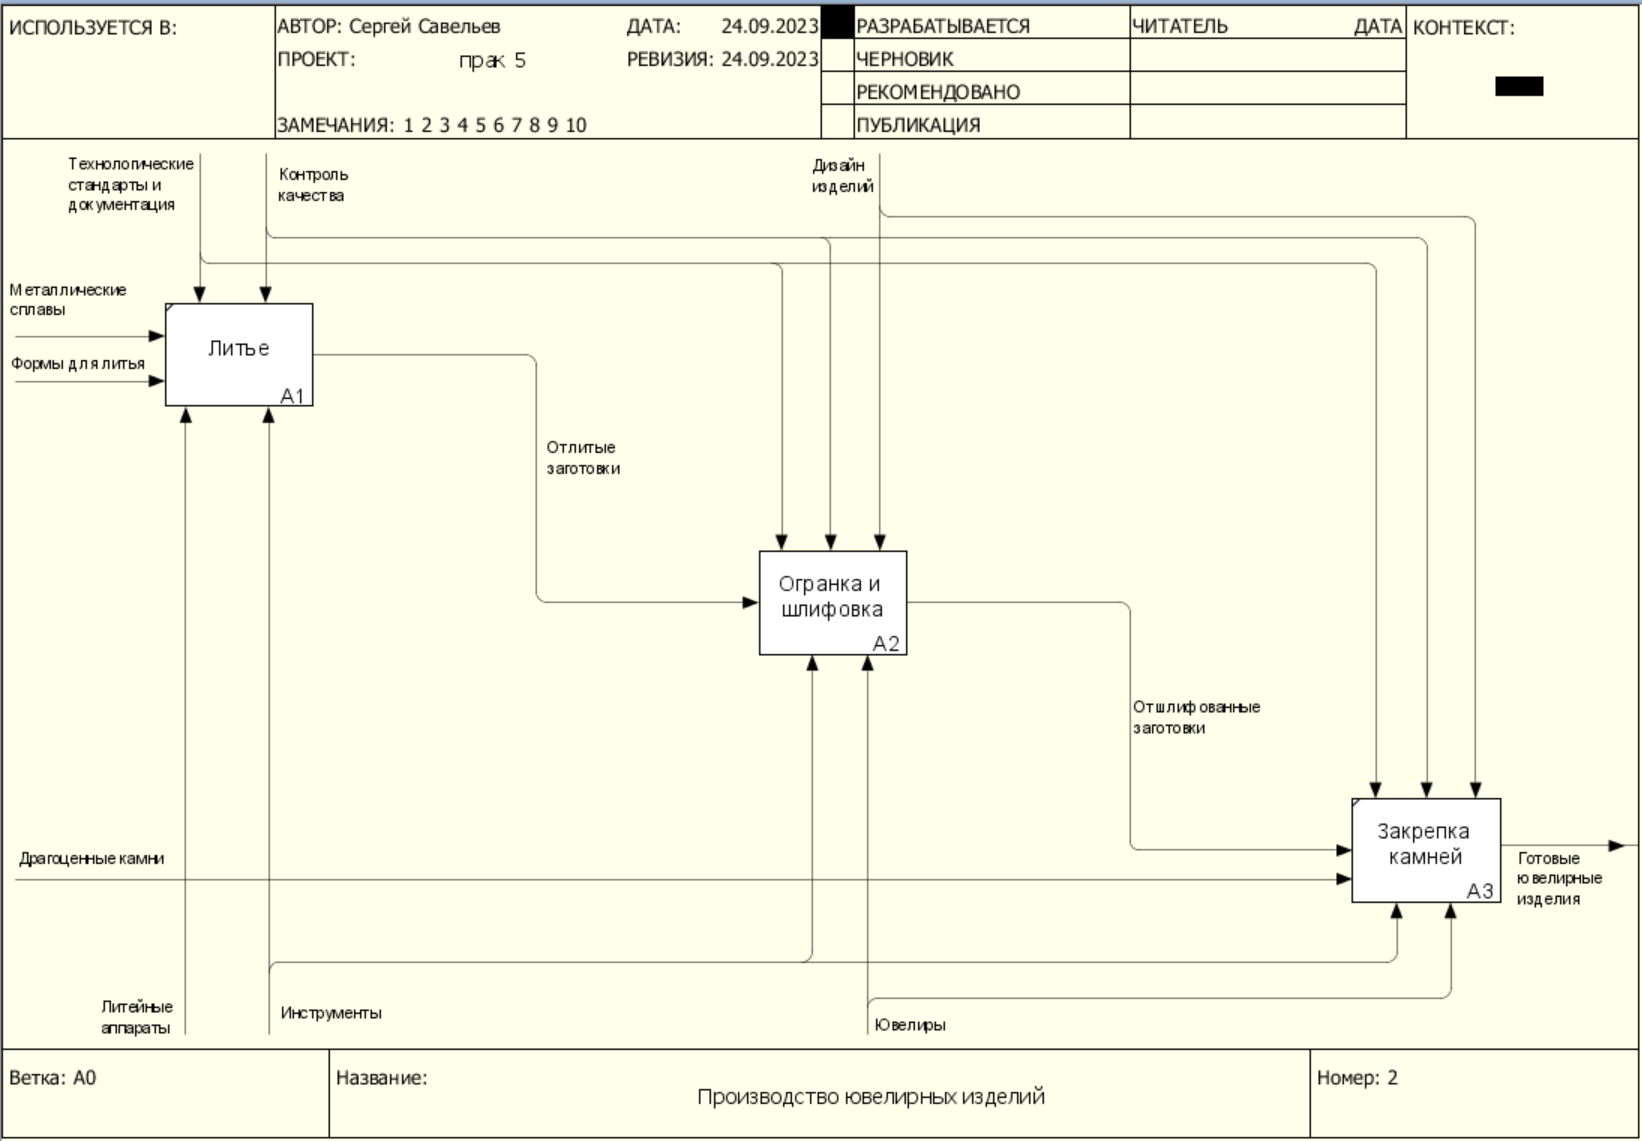 ИСПОЛЬЗУЕТСЯ В:
АВТОР: Сергей Савельев
ДАТА: 24.09.2023
ПРОЕКТ: прак 5
РЕВИЗИЯ: 24.09.2023
ЗАМЕЧАНИЯ: 1 2 3 4 5 6 7 8 9 10
РАЗРАБАТЫВАЕТСЯ
ЧЕРНОВИК
РЕКОМЕНДОВАНО
ПУБЛИКАЦИЯ
ЧИТАТЕЛЬ ДАТА
КОНТЕКСТ:
Технологические
стандарты и
документация
Контроль
качества
Дизайн
изделий
Металлические
сплавы
Формы для литья
Литье
A1
Отлитые
заготовки
Огранка и
шлифовка
A2
Отшлифованные
заготовки
Драгоценные камни
Закрепка
камней
A3
Готовые
ювелирные
изделия
Литейные
аппараты
Инструменты
Ювелиры
Ветка: A0
Название:
Производство ювелирных изделий
Номер: 2